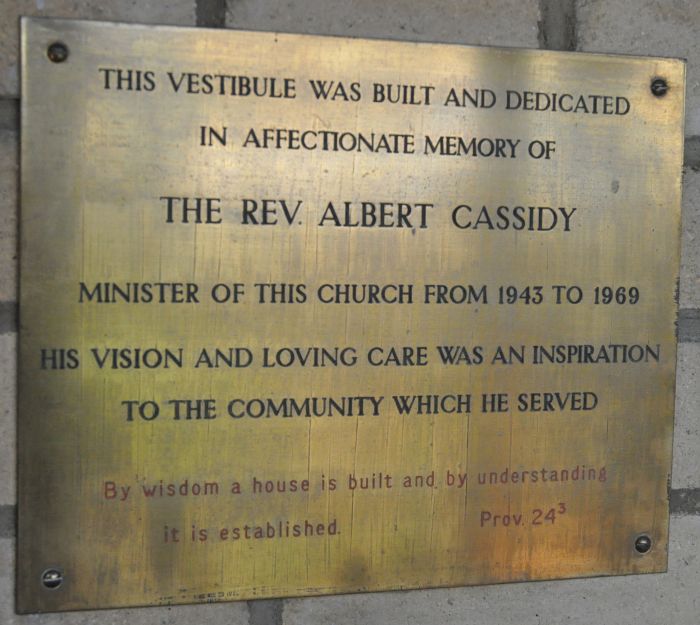 THIS VESTIBULE WAS BUILT AND DEDICATED
IN AFFECTIONATE MEMORY OF
THE REV. ALBERT CASSIDY
MINISTER OF THIS CHURCH FROM 1943 TO 1969
HIS VISION AND LOVING CARE WAS AN INSPIRATION
TO THE COMMUNITY WHICH HE SERVED
By wisdom a house is built and by understanding
it is established. Prov. 24³